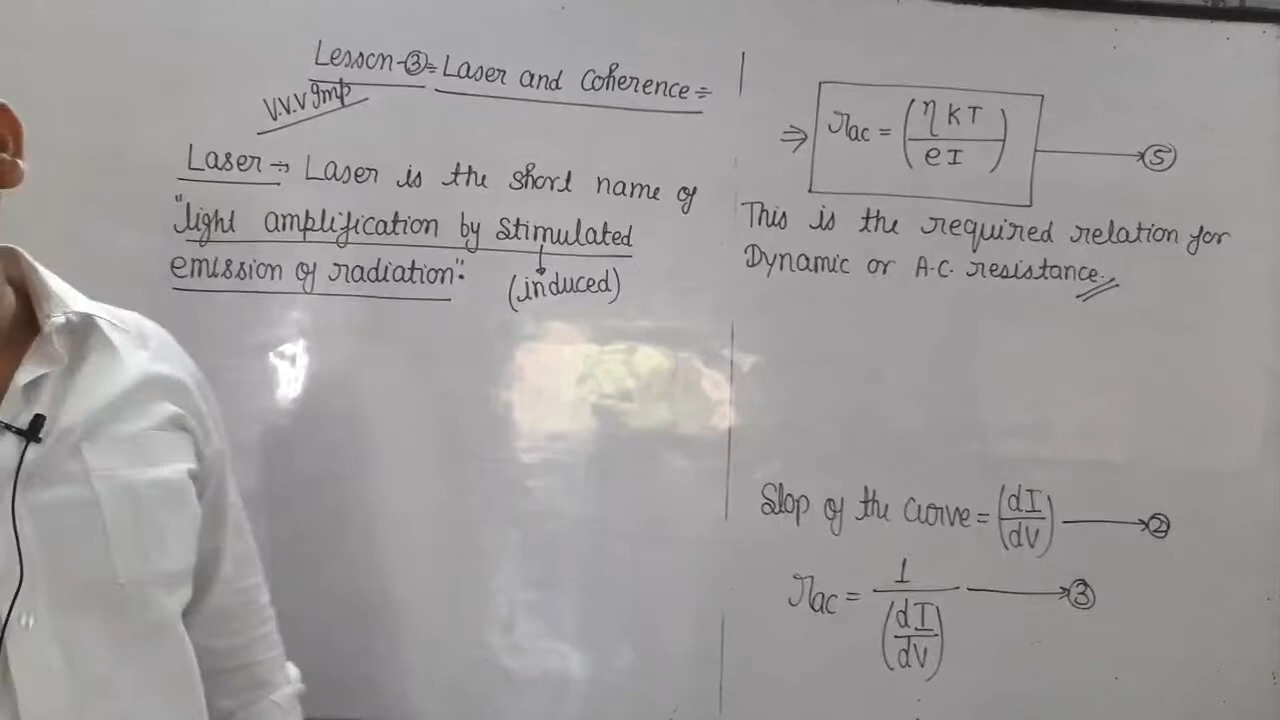 Lesson-③= Laser and Coherence =
V.V.V Imp
Laser → Laser is the short name of
"light amplification by stimulated
emission of radiation".
(induced)
⇒ rac = (ηKT/eI) → ⑤
This is the required relation for
Dynamic or A.C. resistance.
Slop of the curve = (dI/dV) → ②
rac = 1/(dI/dV) → ③